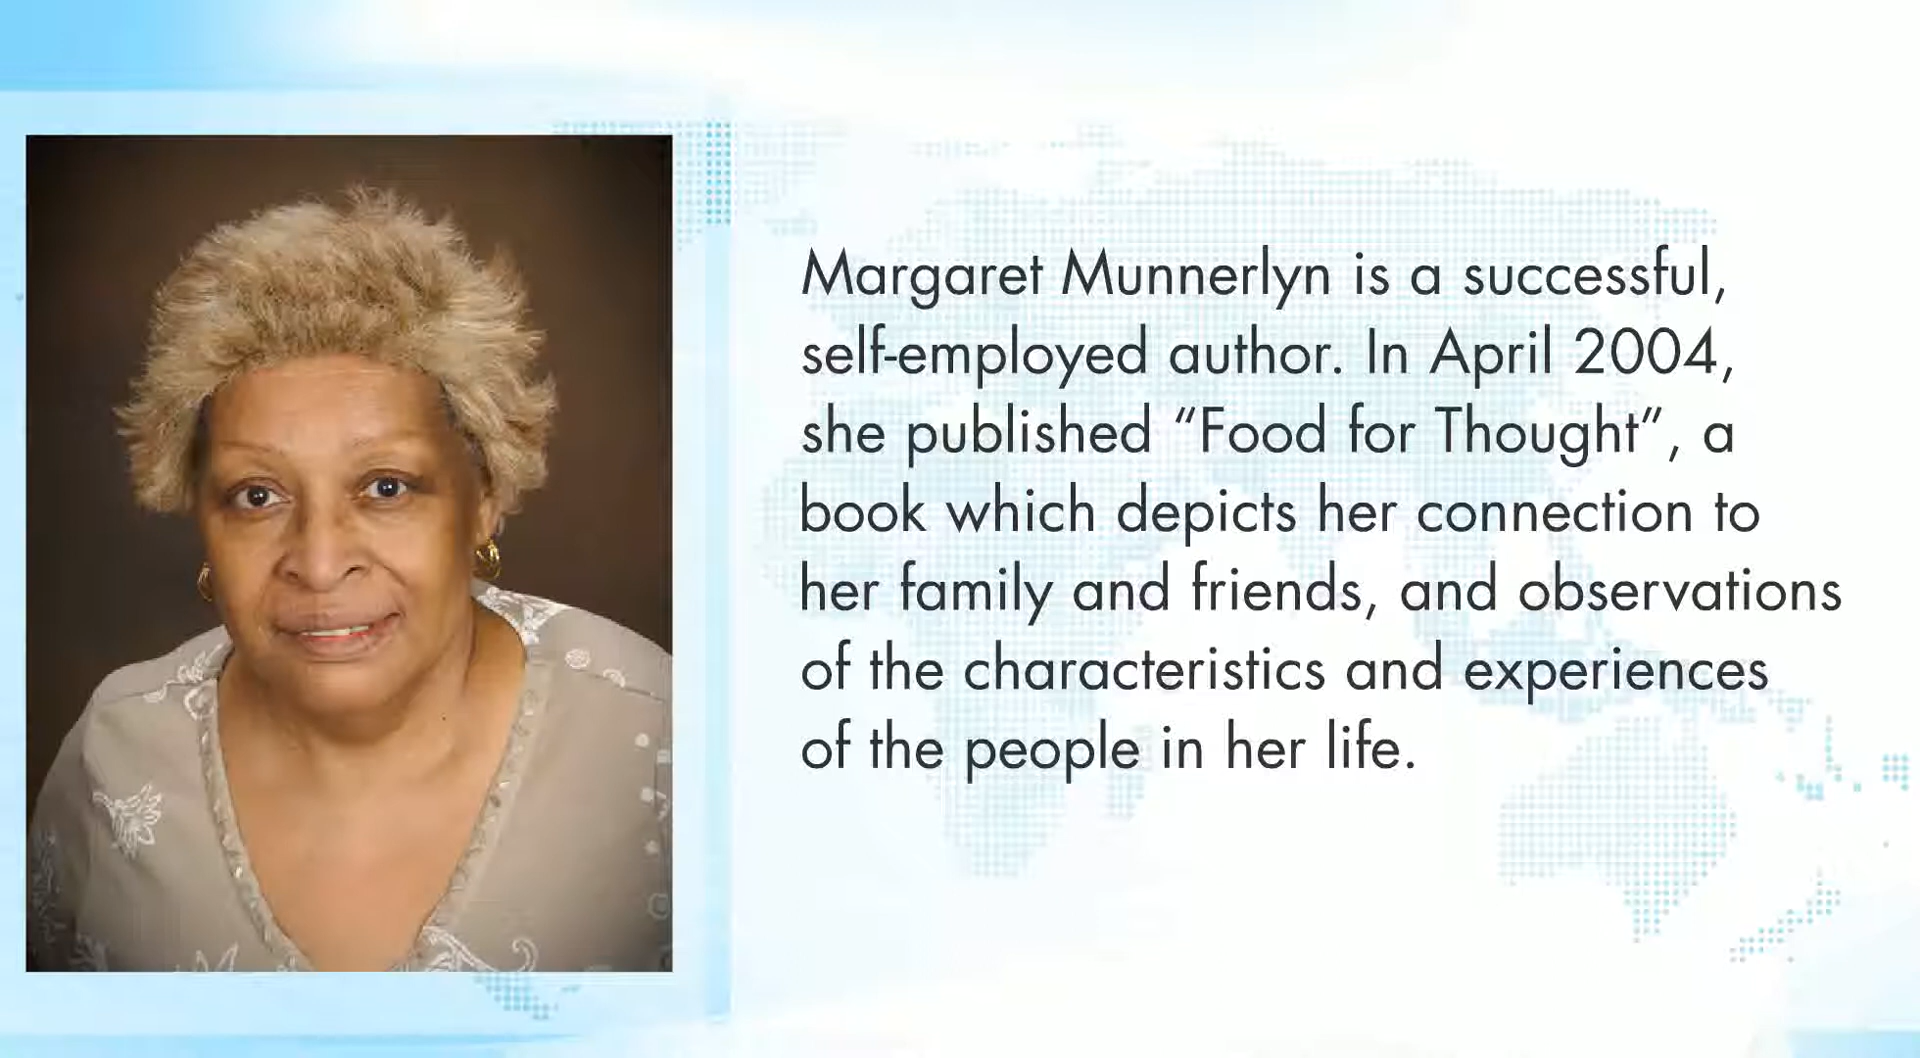 Margaret Munnerlyn is a successful,
self-employed author. In April 2004,
she published “Food for Thought”, a
book which depicts her connection to
her family and friends, and observations
of the characteristics and experiences
of the people in her life.